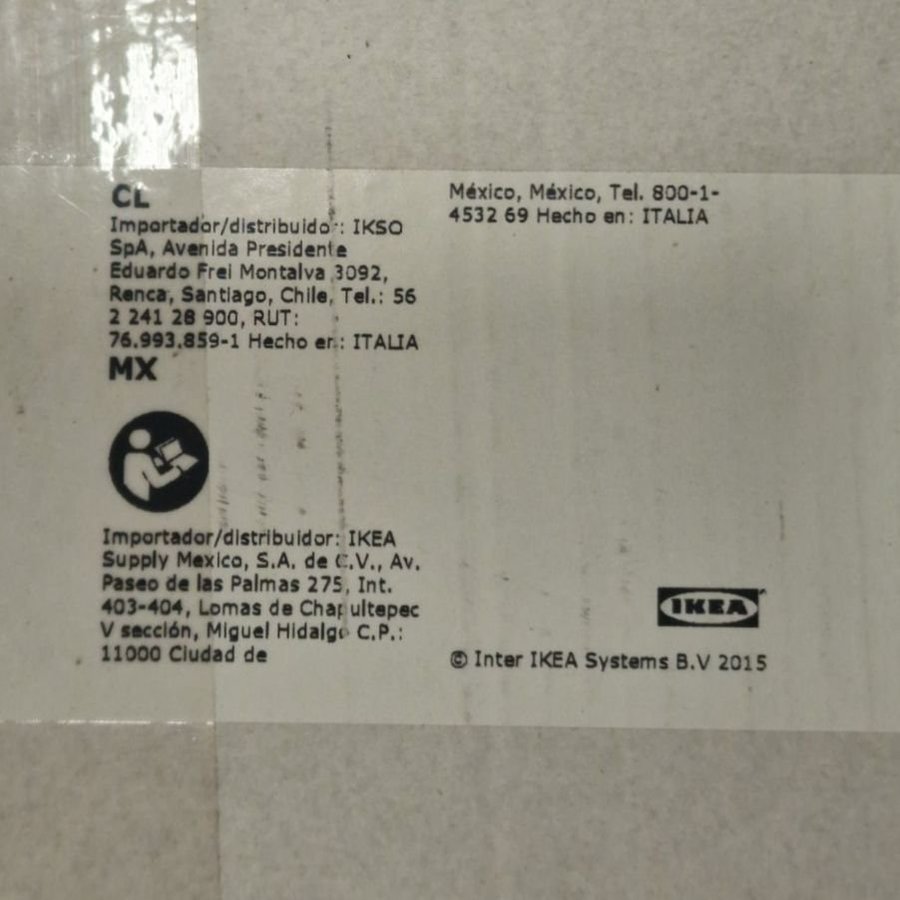 CL
Importador/distribuidor: IKSO
SpA, Avenida Presidente
Eduardo Frei Montalva 3092,
Renca, Santiago, Chile, Tel.: 56
2 241 28 900, RUT:
76.993.859-1 Hecho en: ITALIA
MX
Importador/distribuidor: IKEA
Supply Mexico, S.A. de C.V., Av.
Paseo de las Palmas 275, Int.
403-404, Lomas de Chapultepec
V sección, Miguel Hidalgo C.P.:
11000 Ciudad de
México, México, Tel. 800-1-
4532 69 Hecho en: ITALIA
IKEA
© Inter IKEA Systems B.V 2015